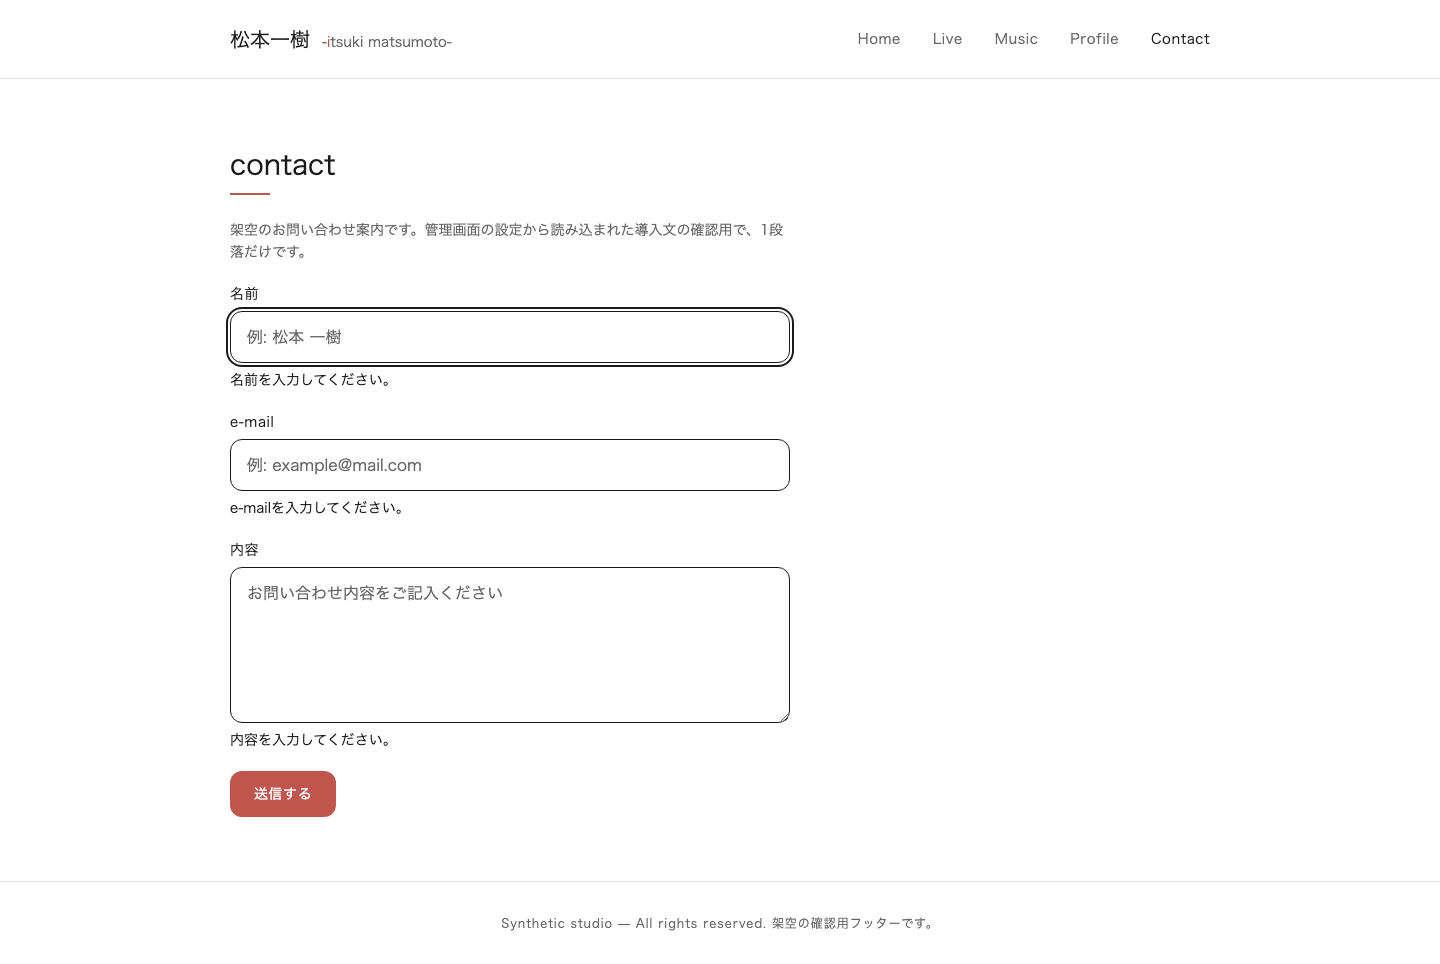 松本一樹 -itsuki matsumoto-
Home Live Music Profile Contact
contact
架空のお問い合わせ案内です。管理画面の設定から読み込まれた導入文の確認用で、1段
落だけです。
名前
例: 松本 一樹
名前を入力してください。
e-mail
例: example@mail.com
e-mailを入力してください。
内容
お問い合わせ内容をご記入ください
内容を入力してください。
送信する
Synthetic studio — All rights reserved. 架空の確認用フッターです。